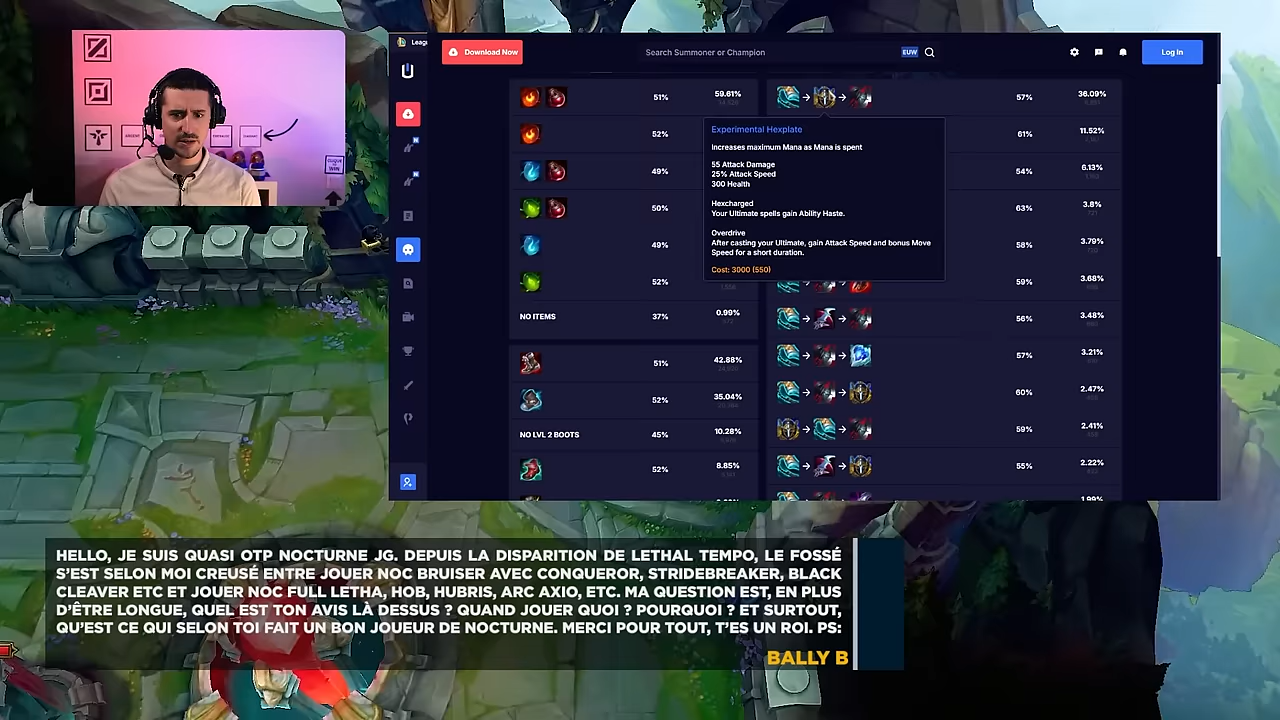 Leagu
Download Now
Search Summoner or Champion
EUW
Log In
51%
59.61%
57%
36.09%
52%
61%
11.52%
49%
54%
6.13%
50%
63%
3.8%
49%
58%
3.79%
52%
59%
3.68%
NO ITEMS
37%
0.99%
56%
3.48%
51%
42.88%
57%
3.21%
52%
35.04%
60%
2.47%
NO LVL 2 BOOTS
45%
10.28%
59%
2.41%
52%
8.85%
55%
2.22%
1.99%
Experimental Hexplate
Increases maximum Mana as Mana is spent
55 Attack Damage
25% Attack Speed
300 Health
Hexcharged
Your Ultimate spells gain Ability Haste.
Overdrive
After casting your Ultimate, gain Attack Speed and bonus Move
Speed for a short duration.
Cost: 3000 (550)
HELLO, JE SUIS QUASI OTP NOCTURNE JG. DEPUIS LA DISPARITION DE LETHAL TEMPO, LE FOSSÉ
S'EST SELON MOI CREUSÉ ENTRE JOUER NOC BRUISER AVEC CONQUEROR, STRIDEBREAKER, BLACK
CLEAVER ETC ET JOUER NOC FULL LETHA, HOB, HUBRIS, ARC AXIO, ETC. MA QUESTION EST, EN PLUS
D'ÊTRE LONGUE, QUEL EST TON AVIS LÀ DESSUS ? QUAND JOUER QUOI ? POURQUOI ? ET SURTOUT,
QU'EST CE QUI SELON TOI FAIT UN BON JOUEUR DE NOCTURNE. MERCI POUR TOUT, T'ES UN ROI. PS:
BALLY B